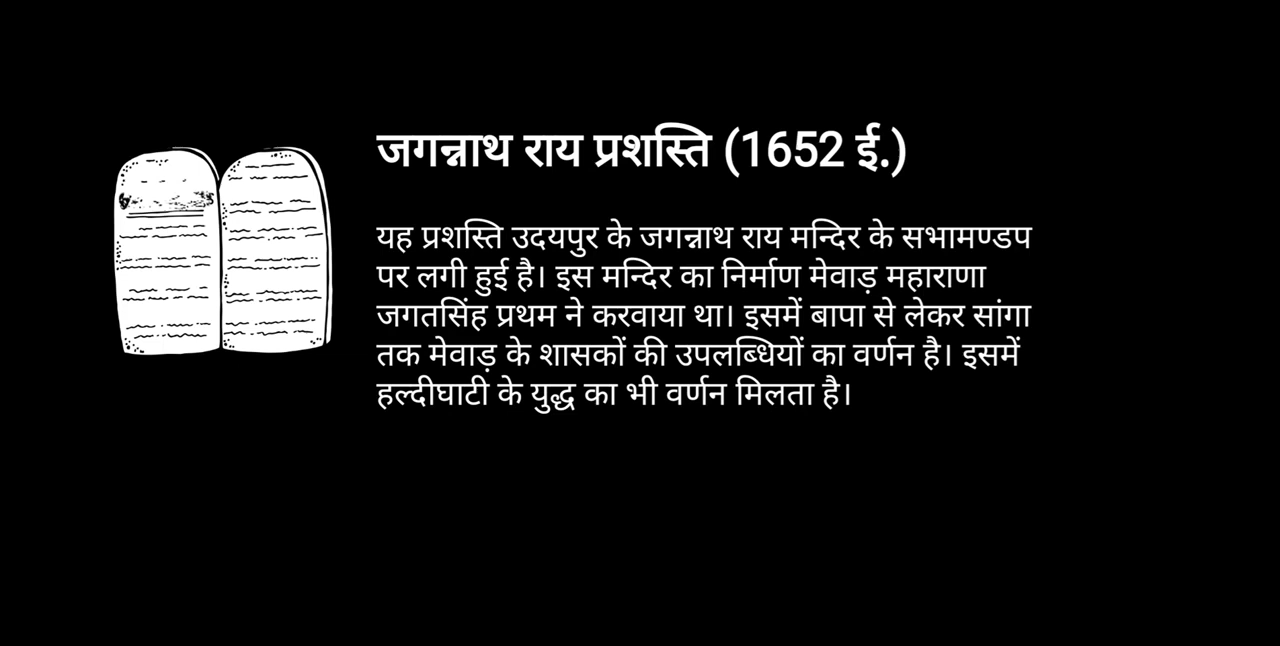 जगन्नाथ राय प्रशस्ति (1652 ई.)
यह प्रशस्ति उदयपुर के जगन्नाथ राय मन्दिर के सभामण्डप
पर लगी हुई है। इस मन्दिर का निर्माण मेवाड़ महाराणा
जगतसिंह प्रथम ने करवाया था। इसमें बापा से लेकर सांगा
तक मेवाड़ के शासकों की उपलब्धियों का वर्णन है। इसमें
हल्दीघाटी के युद्ध का भी वर्णन मिलता है।